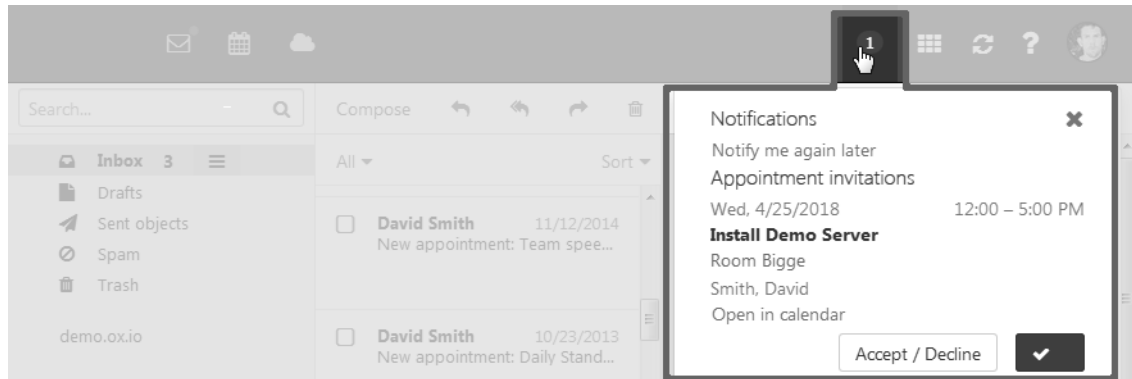 1
?
Search...
Compose
Inbox 3
Drafts
Sent objects
Spam
Trash
demo.ox.io
All
Sort
David Smith 11/12/2014
New appointment: Team spee...
David Smith 10/23/2013
New appointment: Daily Stand...
Notifications
Notify me again later
Appointment invitations
Wed, 4/25/2018 12:00 – 5:00 PM
Install Demo Server
Room Bigge
Smith, David
Open in calendar
Accept / Decline